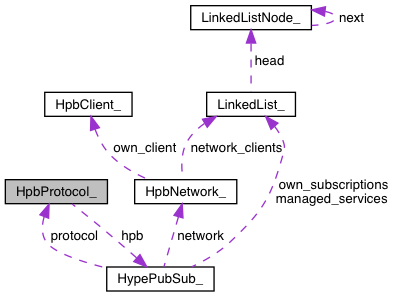 LinkedListNode_
next
head
HpbClient_
LinkedList_
own_client
network_clients
HpbProtocol_
HpbNetwork_
own_subscriptions
managed_services
protocol
hpb
network
HypePubSub_